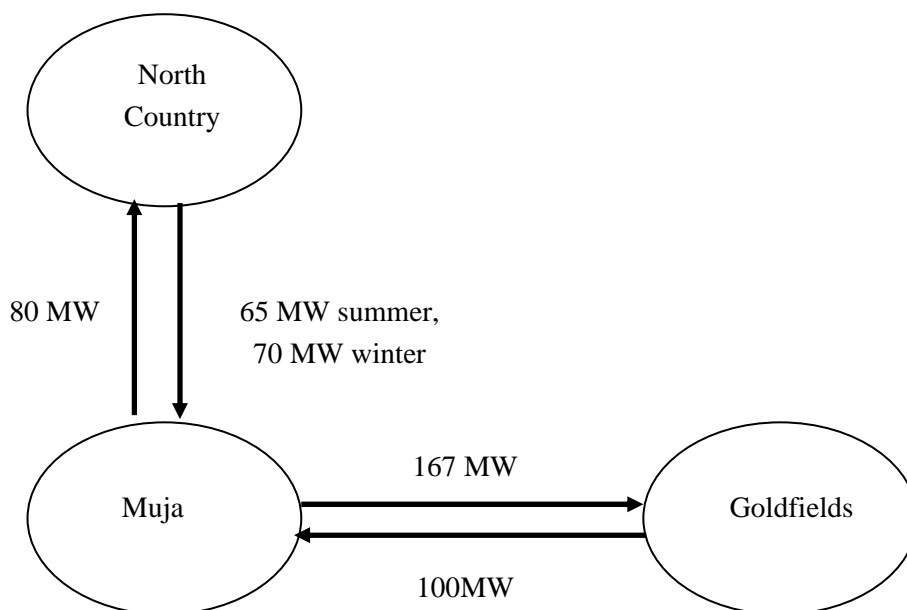 North
Country
80 MW
65 MW summer,
70 MW winter
167 MW
Muja
Goldfields
100MW